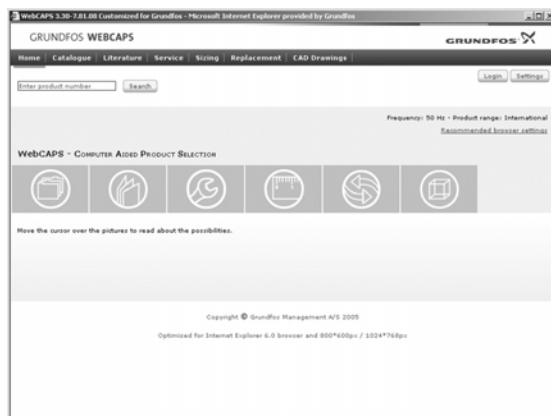 WebCAPS 3.30-7.01.08 Customized for Grundfos - Microsoft Internet Explorer provided by Grundfos
GRUNDFOS WEBCAPS
GRUNDFOS
Home Catalogue Literature Service Sizing Replacement CAD Drawings
Login Settings
Enter product number Search
Frequency: 50 Hz - Product range: International
Recommended browser settings
WebCAPS - Computer Aided Product Selection
Move the cursor over the pictures to read about the possibilities.
Copyright © Grundfos Management A/S 2005
Optimized for Internet Explorer 6.0 browser and 800*600px / 1024*768px